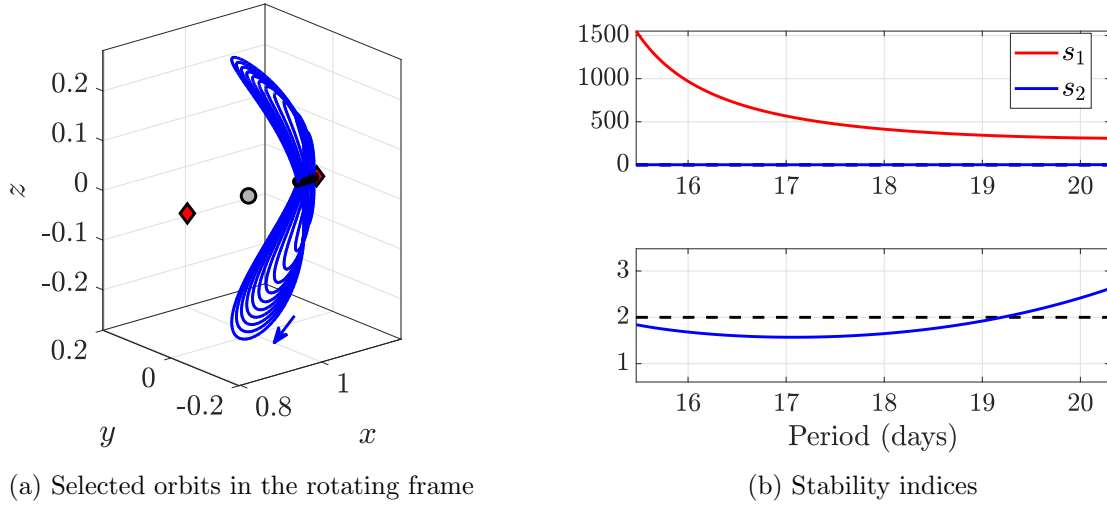 0.2
0.1
0
-0.1
-0.2
z
0.2
0
-0.2
y
0.8
1
x
(a) Selected orbits in the rotating frame
1500
1000
500
0
s₁
s₂
16 17 18 19 20
3
2
1
16 17 18 19 20
Period (days)
(b) Stability indices